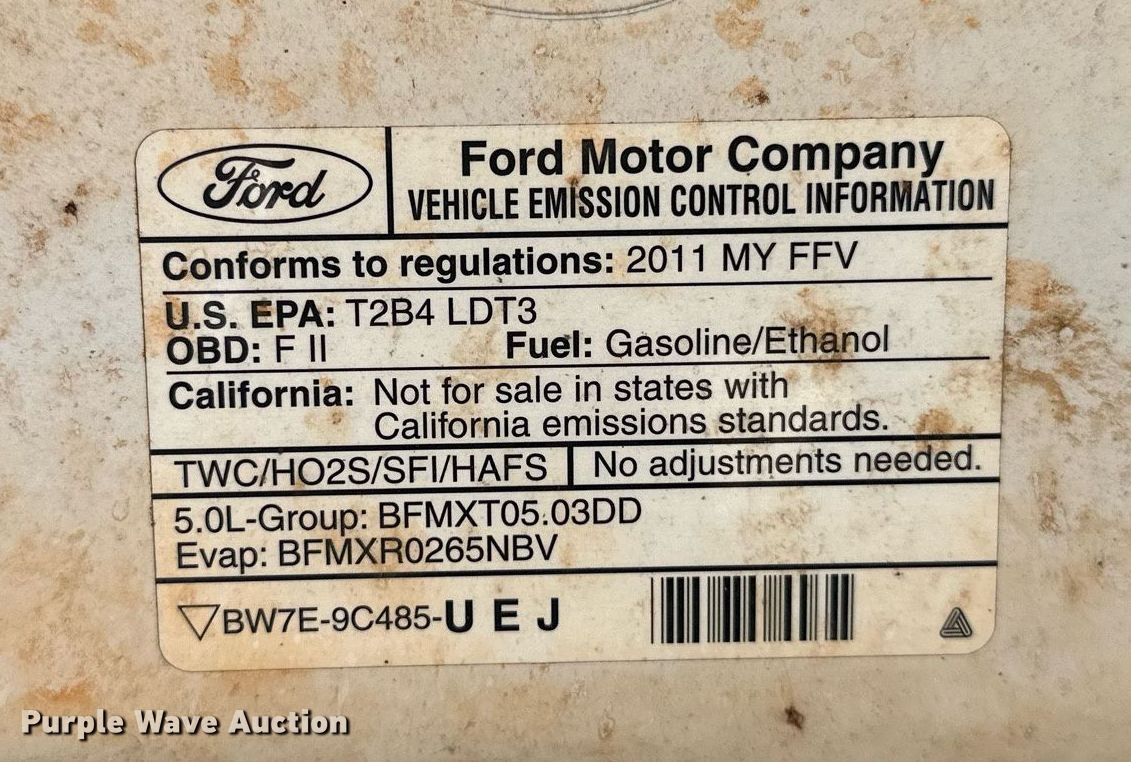 Ford
Ford Motor Company
VEHICLE EMISSION CONTROL INFORMATION
Conforms to regulations: 2011 MY FFV
U.S. EPA: T2B4 LDT3
OBD: F II Fuel: Gasoline/Ethanol
California: Not for sale in states with
California emissions standards.
TWC/HO2S/SFI/HAFS No adjustments needed.
5.0L-Group: BFMXT05.03DD
Evap: BFMXR0265NBV
BW7E-9C485-U E J
Purple Wave Auction